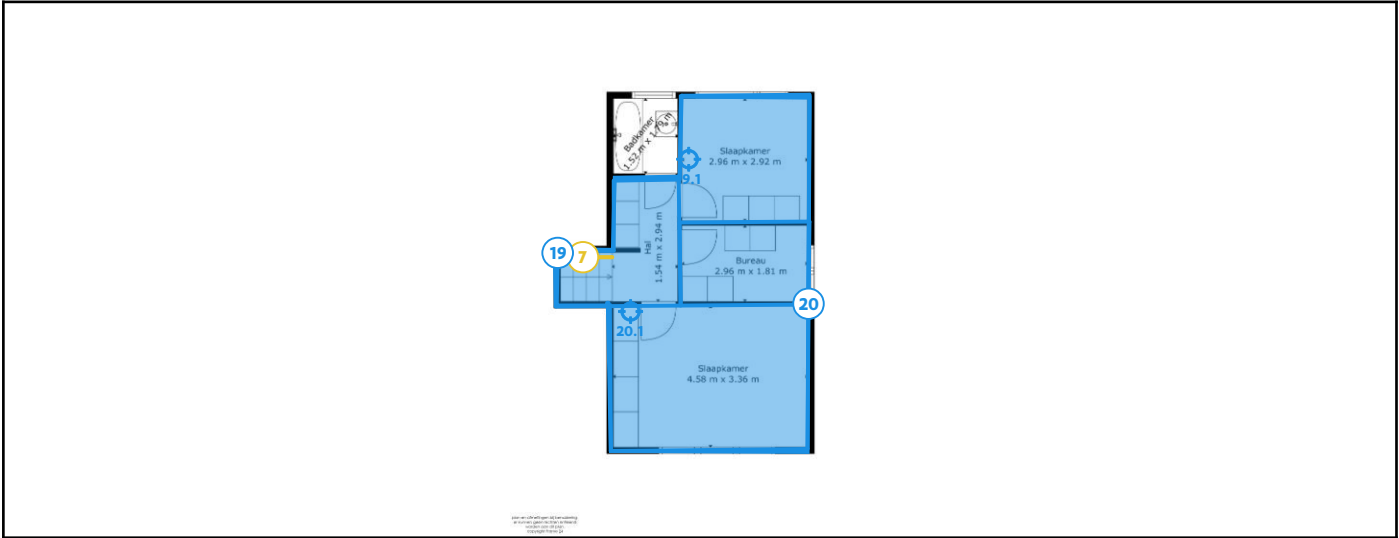 Badkamer
1.52 m x 1.79 m
Slaapkamer
2.96 m x 2.92 m
9.1
Hal
1.54 m x 2.94 m
19
7
Bureau
2.96 m x 1.81 m
20
20.1
Slaapkamer
4.58 m x 3.36 m